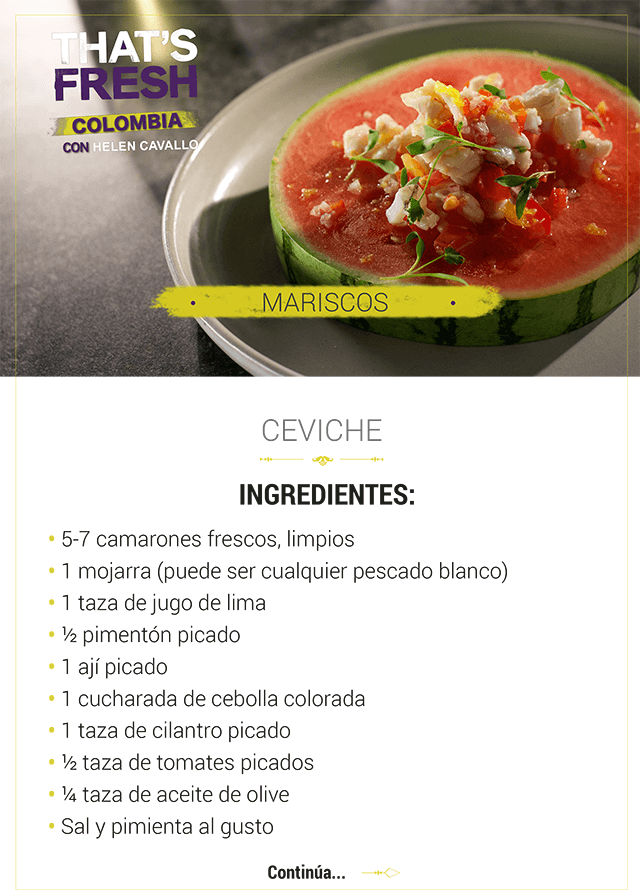 THAT'S
FRESH
COLOMBIA
CON HELEN CAVALLO
• MARISCOS •
CEVICHE
INGREDIENTES:
• 5-7 camarones frescos, limpios
• 1 mojarra (puede ser cualquier pescado blanco)
• 1 taza de jugo de lima
• ½ pimentón picado
• 1 ají picado
• 1 cucharada de cebolla colorada
• 1 taza de cilantro picado
• ½ taza de tomates picados
• ¼ taza de aceite de olive
• Sal y pimienta al gusto
Continúa...